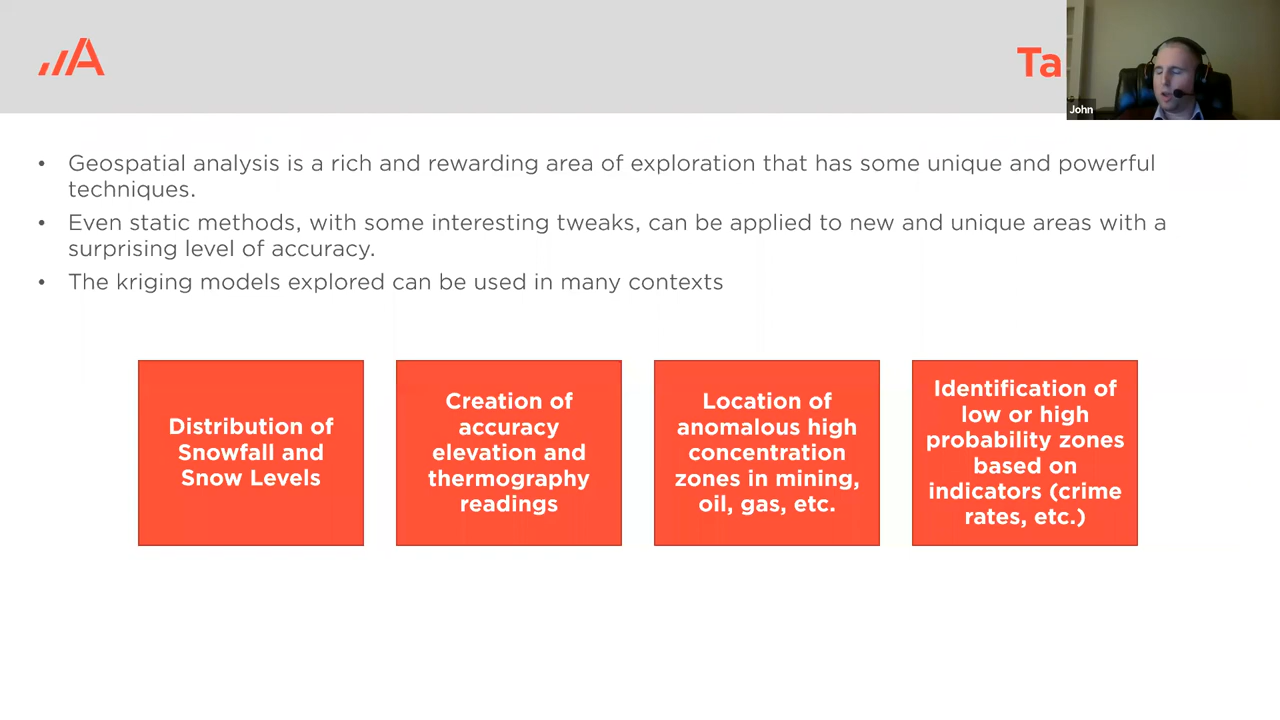 Ta
John
• Geospatial analysis is a rich and rewarding area of exploration that has some unique and powerful
techniques.
• Even static methods, with some interesting tweaks, can be applied to new and unique areas with a
surprising level of accuracy.
• The kriging models explored can be used in many contexts
Distribution of
Snowfall and
Snow Levels
Creation of
accuracy
elevation and
thermography
readings
Location of
anomalous high
concentration
zones in mining,
oil, gas, etc.
Identification of
low or high
probability zones
based on
indicators (crime
rates, etc.)